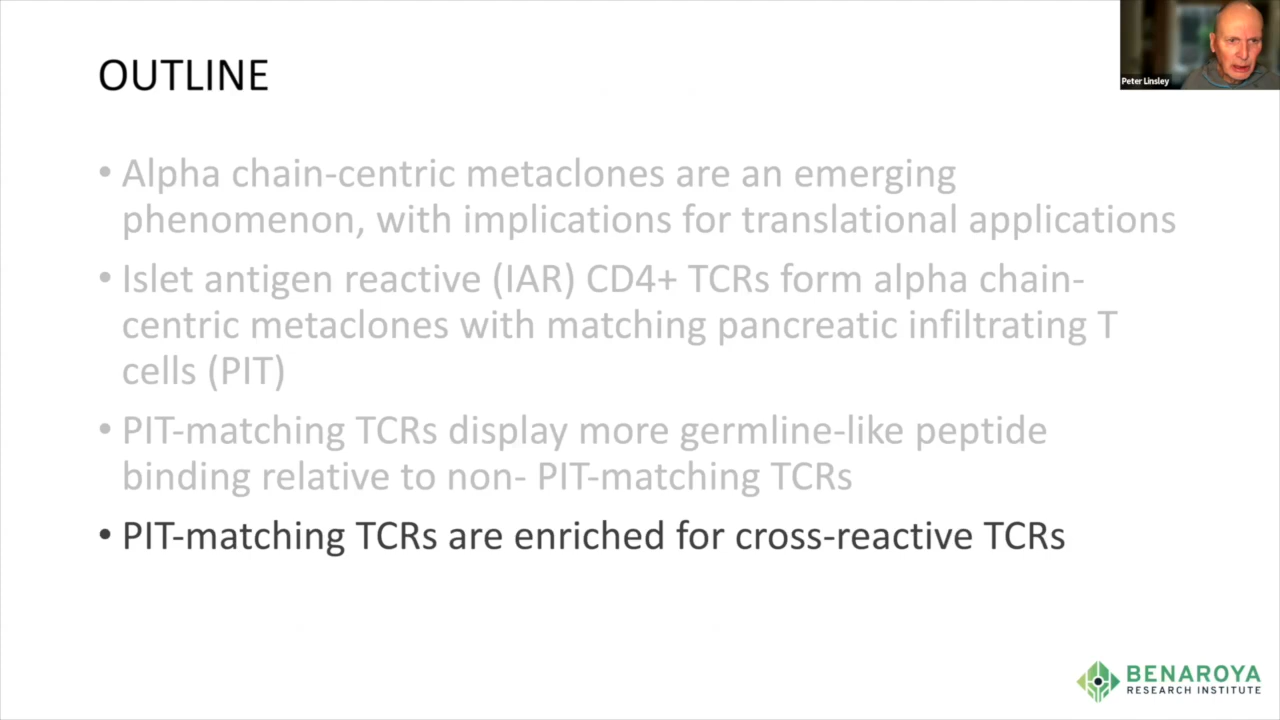 OUTLINE
Peter Linsley
• Alpha chain-centric metaclones are an emerging
phenomenon, with implications for translational applications
• Islet antigen reactive (IAR) CD4+ TCRs form alpha chain-
centric metaclones with matching pancreatic infiltrating T
cells (PIT)
• PIT-matching TCRs display more germline-like peptide
binding relative to non- PIT-matching TCRs
• PIT-matching TCRs are enriched for cross-reactive TCRs
BENAROYA
RESEARCH INSTITUTE